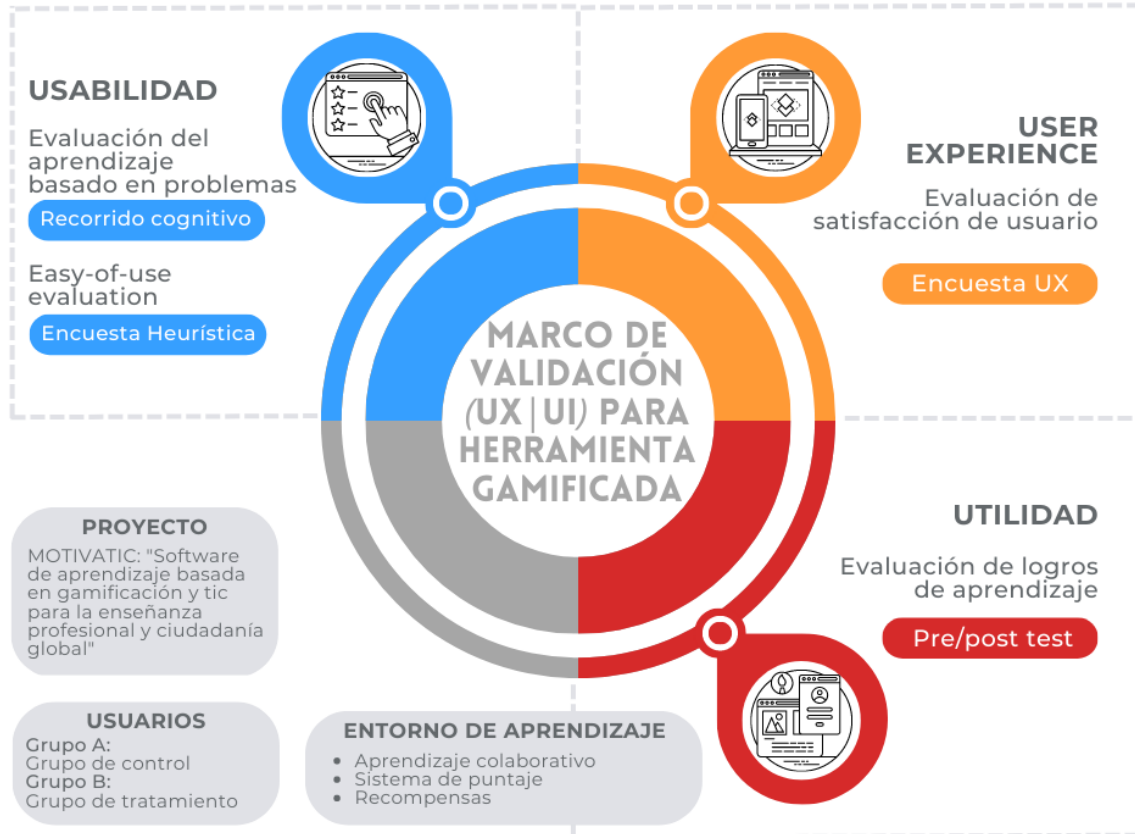 USABILIDAD
Evaluación del
aprendizaje
basado en problemas
Recorrido cognitivo
Easy-of-use
evaluation
Encuesta Heurística
USER
EXPERIENCE
Evaluación de
satisfacción de usuario
Encuesta UX
MARCO DE
VALIDACIÓN
(UX|UI) PARA
HERRAMIENTA
GAMIFICADA
PROYECTO
MOTIVATIC: "Software
de aprendizaje basada
en gamificación y tic
para la enseñanza
profesional y ciudadanía
global"
UTILIDAD
Evaluación de logros
de aprendizaje
Pre/post test
USUARIOS
Grupo A:
Grupo de control
Grupo B:
Grupo de tratamiento
ENTORNO DE APRENDIZAJE
• Aprendizaje colaborativo
• Sistema de puntaje
• Recompensas